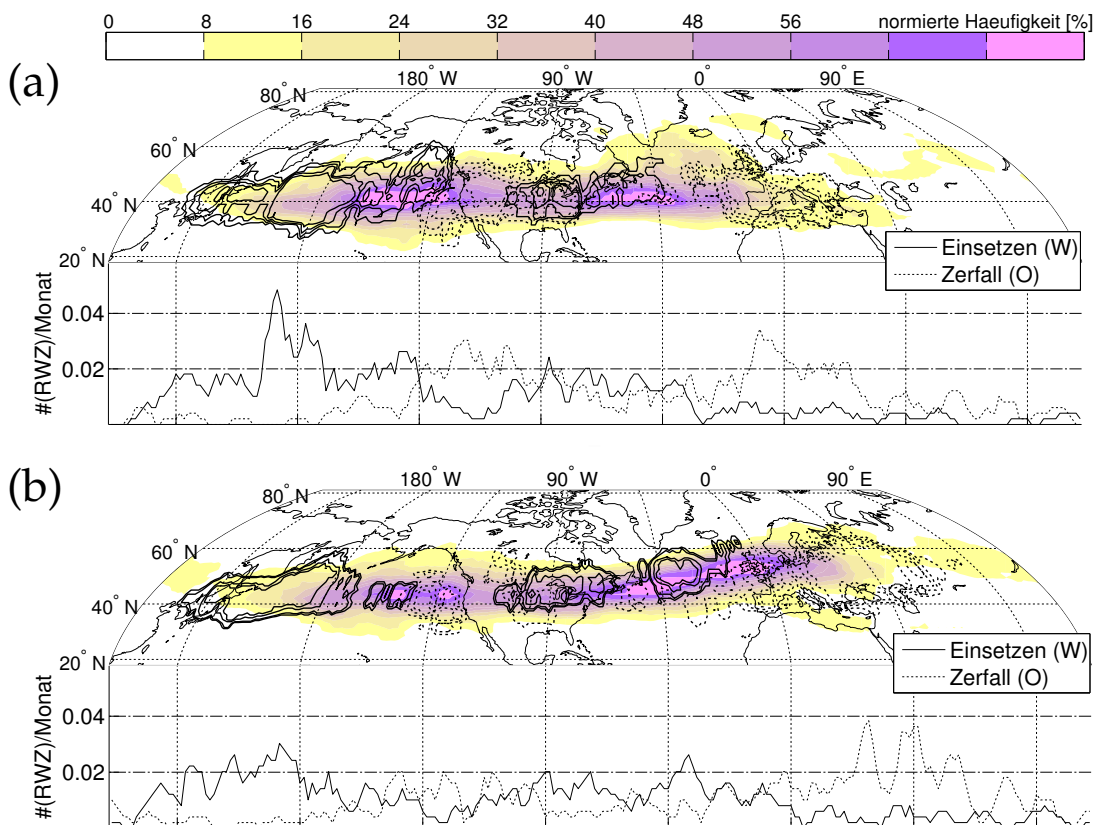 0 8 16 24 32 40 48 56 normierte Haeufigkeit [%]
(a)
180° W 90° W 0° 90° E
80° N
60° N
40° N
20° N
Einsetzen (W)
Zerfall (O)
#(RWZ)/Monat
0.04
0.02
(b)
180° W 90° W 0° 90° E
80° N
60° N
40° N
20° N
Einsetzen (W)
Zerfall (O)
#(RWZ)/Monat
0.04
0.02